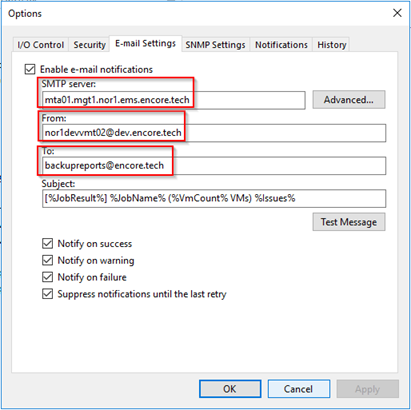 Options
I/O Control Security E-mail Settings SNMP Settings Notifications History
Enable e-mail notifications
SMTP server:
mta01.mgt1.nor1.ems.encore.tech Advanced...
From:
nor1devvmt02@dev.encore.tech
To:
backupreports@encore.tech
Subject:
[%JobResult%] %JobName% (%VmCount% VMs) %Issues%
Test Message
Notify on success
Notify on warning
Notify on failure
Suppress notifications until the last retry
OK Cancel Apply